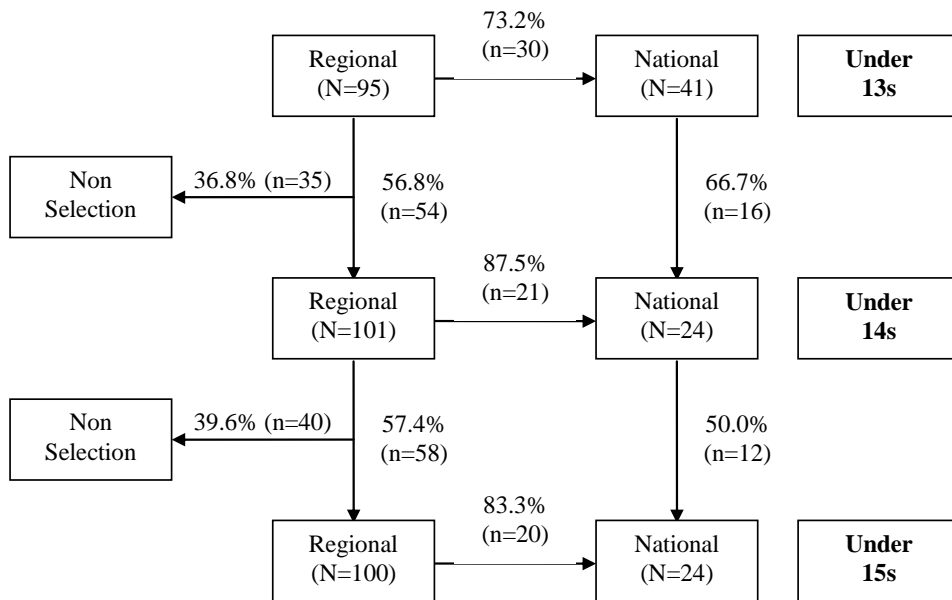 73.2%
(n=30)
Regional
(N=95)
National
(N=41)
Under
13s
Non
Selection
36.8% (n=35)
56.8%
(n=54)
66.7%
(n=16)
87.5%
(n=21)
Regional
(N=101)
National
(N=24)
Under
14s
Non
Selection
39.6% (n=40)
57.4%
(n=58)
50.0%
(n=12)
83.3%
(n=20)
Regional
(N=100)
National
(N=24)
Under
15s